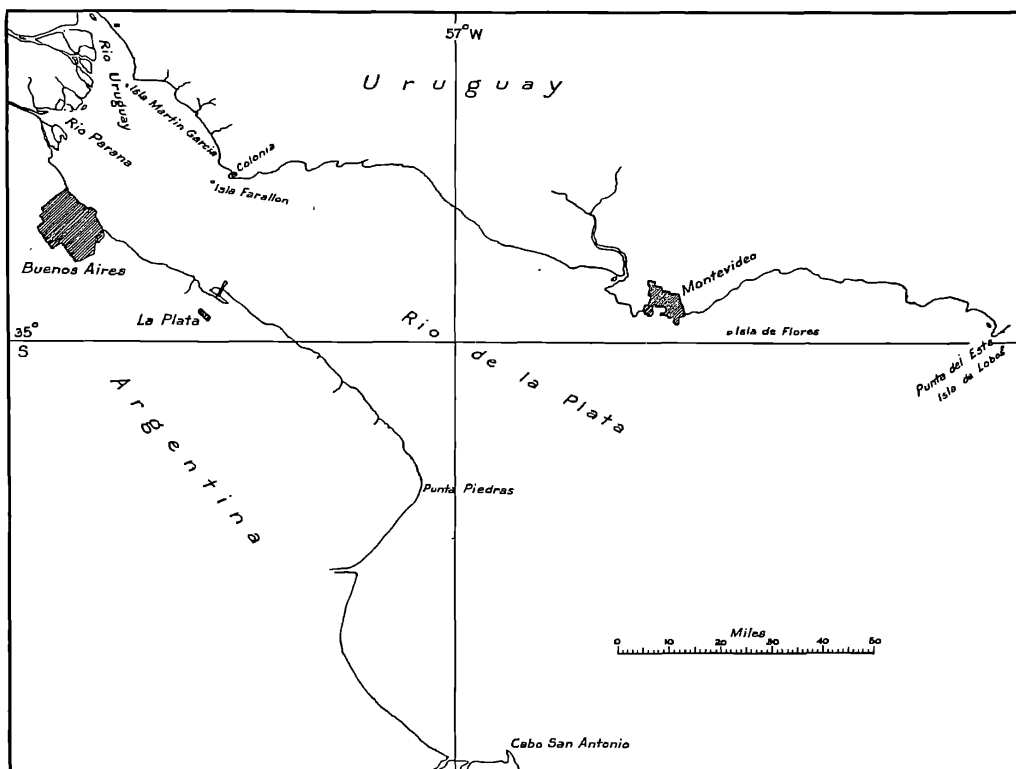 57°W
Uruguay
Rio Uruguay
Isla Martin Garcia
Rio Parana
Colonia
Isla Farallon
Buenos Aires
Montevideo
La Plata
Isla de Flores
35°
S
Rio
de la Plata
Punta del Este
Isla de Lobos
Argentina
Punta Piedras
Miles
0 10 20 30 40 50
Cabo San Antonio